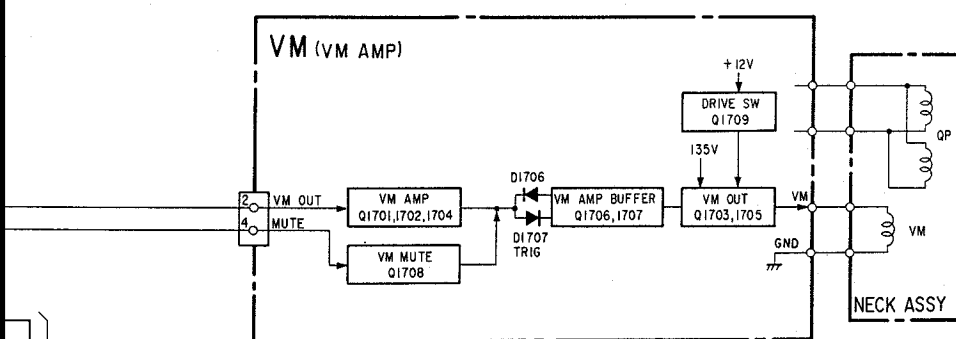 VM (VM AMP)
+12V
DRIVE SW
Q1709
135V
QP
D1706
2
VM OUT
VM AMP
Q1701,1702,1704
VM AMP BUFFER
Q1706,1707
VM OUT
Q1703,1705
VM
4
MUTE
D1707
TRIG
VM MUTE
Q1708
GND
VM
NECK ASSY